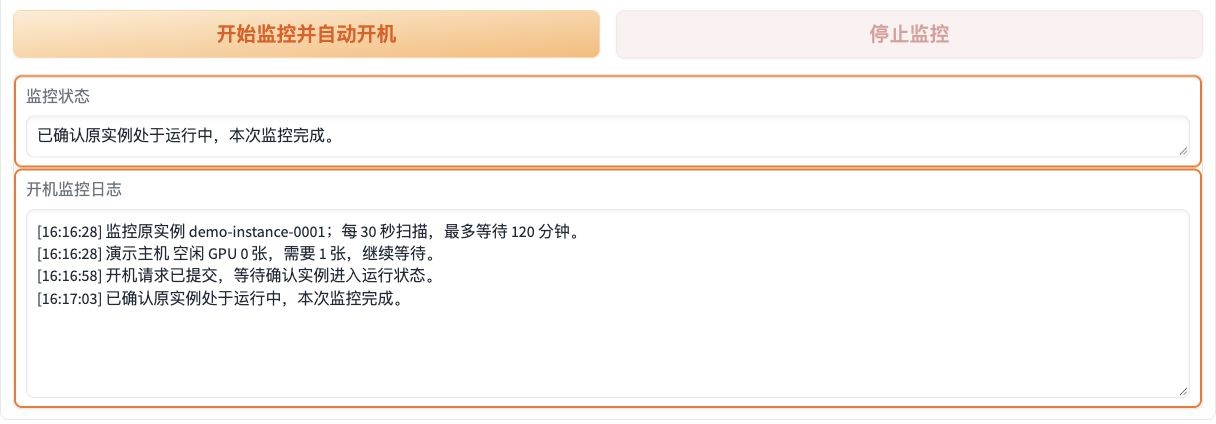 开始监控并自动开机
停止监控
监控状态
已确认原实例处于运行中，本次监控完成。
开机监控日志
[16:16:28] 监控原实例 demo-instance-0001；每 30 秒扫描，最多等待 120 分钟。
[16:16:28] 演示主机 空闲 GPU 0 张，需要 1 张，继续等待。
[16:16:58] 开机请求已提交，等待确认实例进入运行状态。
[16:17:03] 已确认原实例处于运行中，本次监控完成。